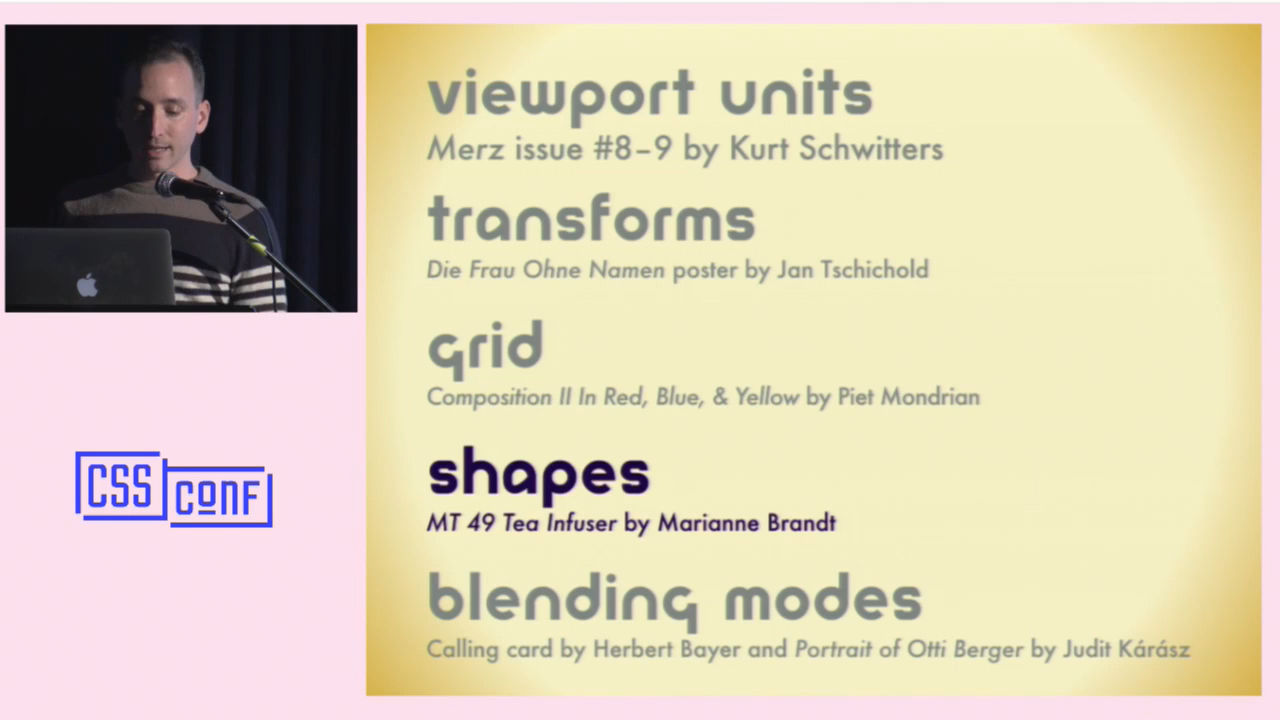 viewport units
Merz issue #8–9 by Kurt Schwitters
transforms
Die Frau Ohne Namen poster by Jan Tschichold
grid
Composition II In Red, Blue, & Yellow by Piet Mondrian
shapes
MT 49 Tea Infuser by Marianne Brandt
blending modes
Calling card by Herbert Bayer and Portrait of Otti Berger by Judit Kárász
CSS
CONF